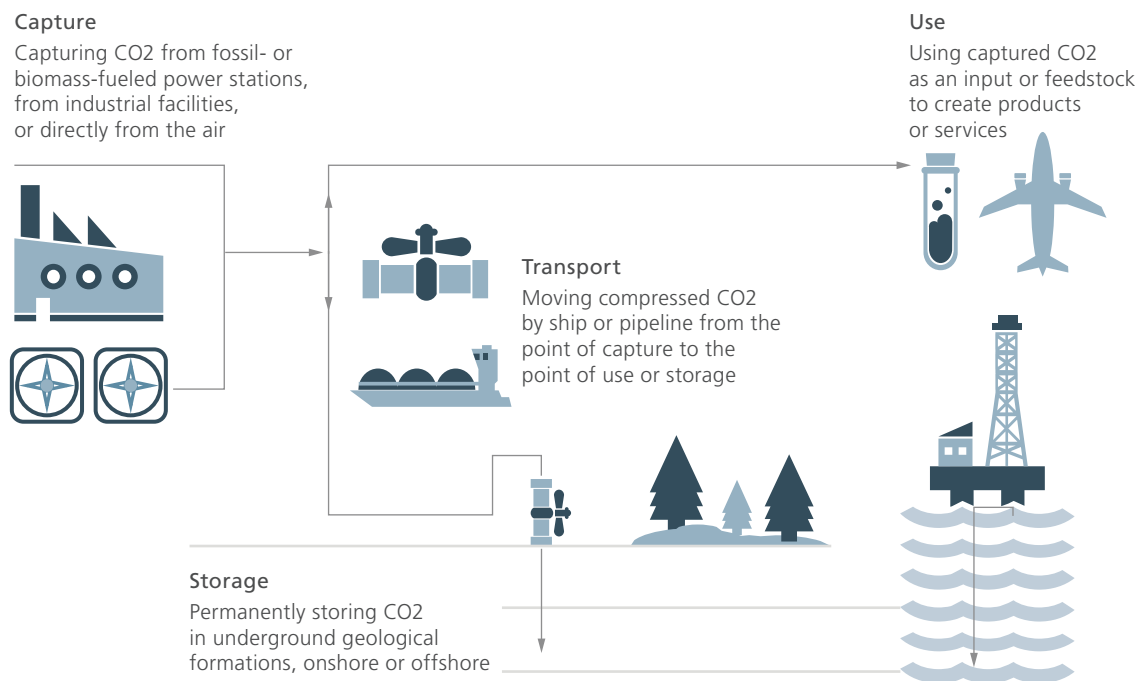 Capture
Capturing CO2 from fossil- or
biomass-fueled power stations,
from industrial facilities,
or directly from the air
Use
Using captured CO2
as an input or feedstock
to create products
or services
Transport
Moving compressed CO2
by ship or pipeline from the
point of capture to the
point of use or storage
Storage
Permanently storing CO2
in underground geological
formations, onshore or offshore